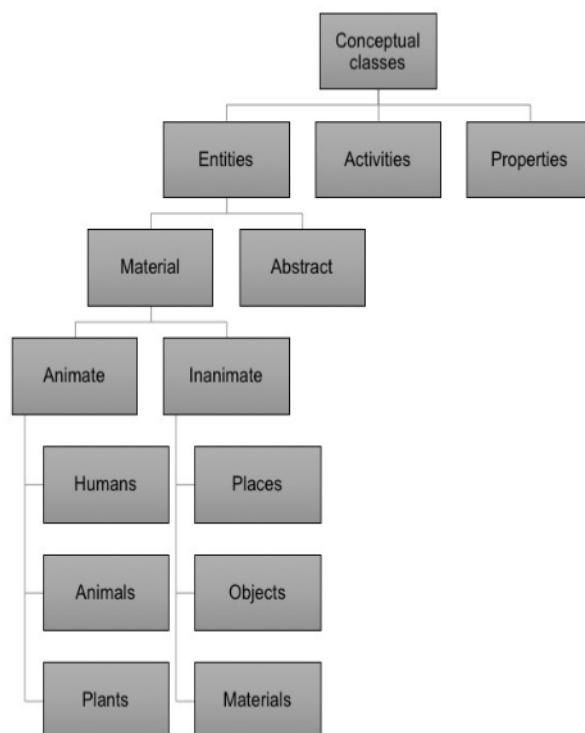 Conceptual
classes
Entities
Activities
Properties
Material
Abstract
Animate
Inanimate
Humans
Places
Animals
Objects
Plants
Materials